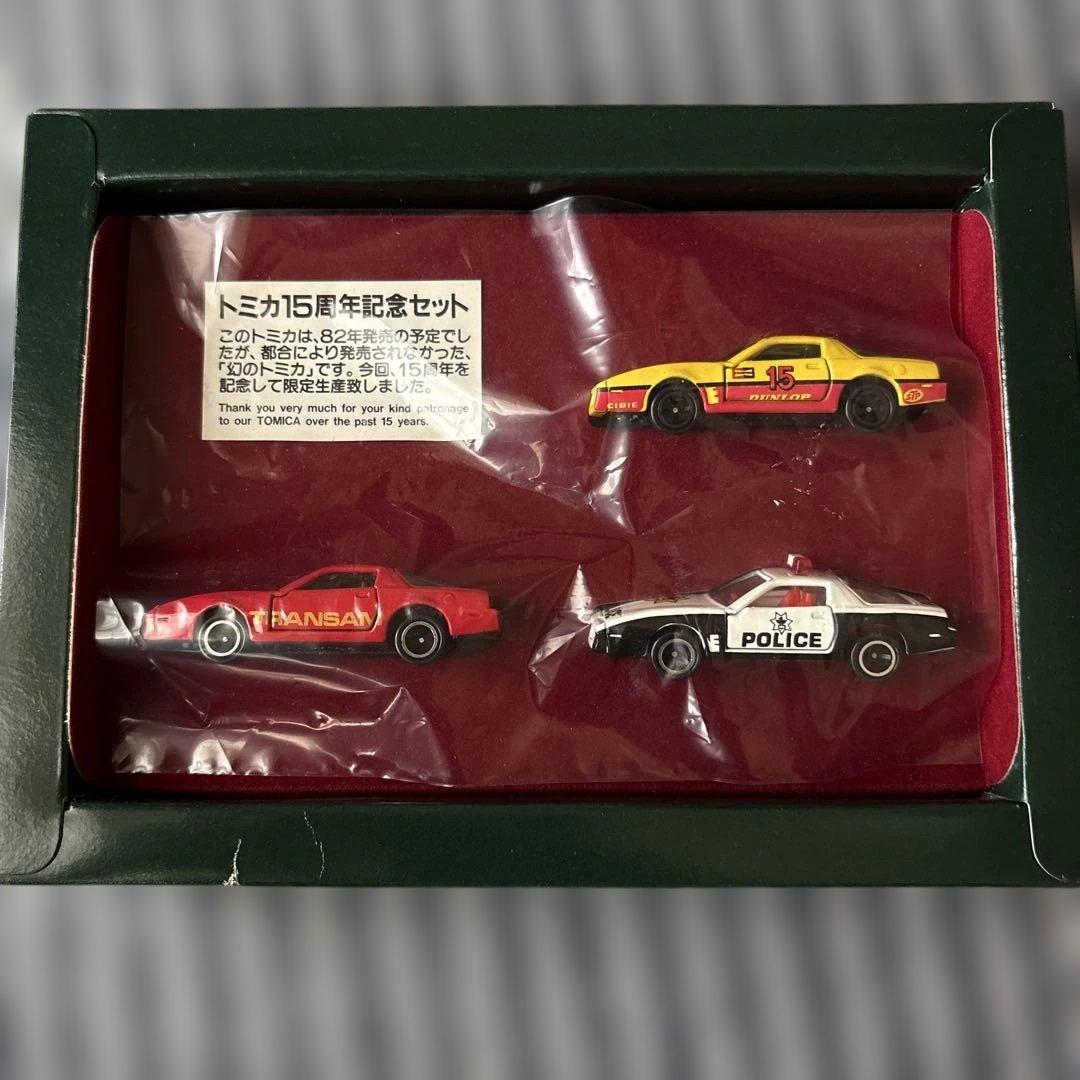 トミカ15周年記念セット
このトミカは、82年発売の予定でし
たが、都合により発売されなかった、
「幻のトミカ」です。今回、15周年を
記念して限定生産致しました。
Thank you very much for your kind patronage
to our TOMICA over the past 15 years.
15
DUNLOP
CIBIE
STP
TRANSAM
POLICE